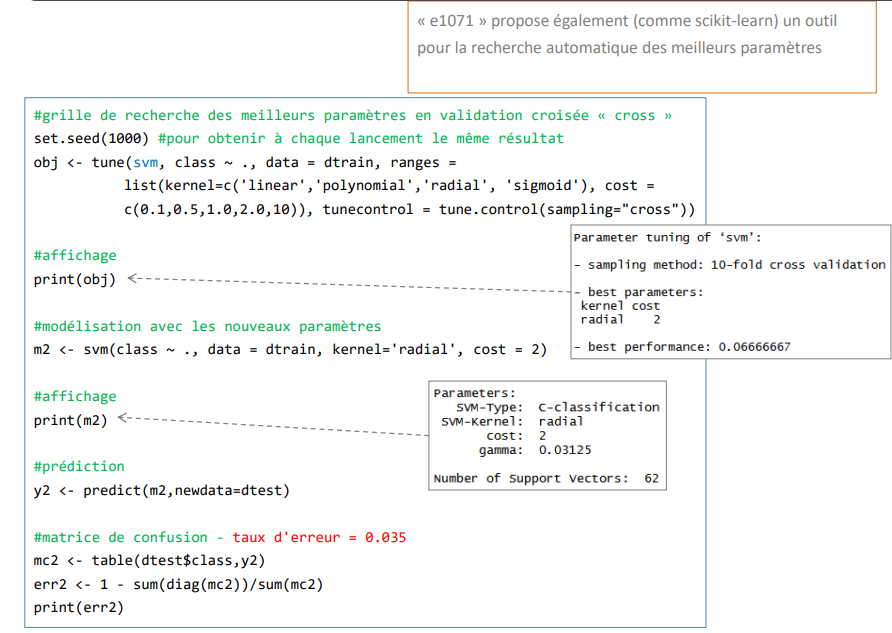 « e1071 » propose également (comme scikit-learn) un outil
pour la recherche automatique des meilleurs paramètres
#grille de recherche des meilleurs paramètres en validation croisée « cross »
set.seed(1000) #pour obtenir à chaque lancement le même résultat
obj <- tune(svm, class ~ ., data = dtrain, ranges =
list(kernel=c('linear','polynomial','radial', 'sigmoid'), cost =
c(0.1,0.5,1.0,2.0,10)), tunecontrol = tune.control(sampling="cross"))
#affichage
print(obj)
Parameter tuning of ‘svm’:
- sampling method: 10-fold cross validation
- best parameters:
kernel cost
radial 2
- best performance: 0.06666667
#modélisation avec les nouveaux paramètres
m2 <- svm(class ~ ., data = dtrain, kernel='radial', cost = 2)
#affichage
print(m2)
Parameters:
SVM-Type: C-classification
SVM-Kernel: radial
cost: 2
gamma: 0.03125
Number of Support Vectors: 62
#prédiction
y2 <- predict(m2,newdata=dtest)
#matrice de confusion - taux d'erreur = 0.035
mc2 <- table(dtest$class,y2)
err2 <- 1 - sum(diag(mc2))/sum(mc2)
print(err2)